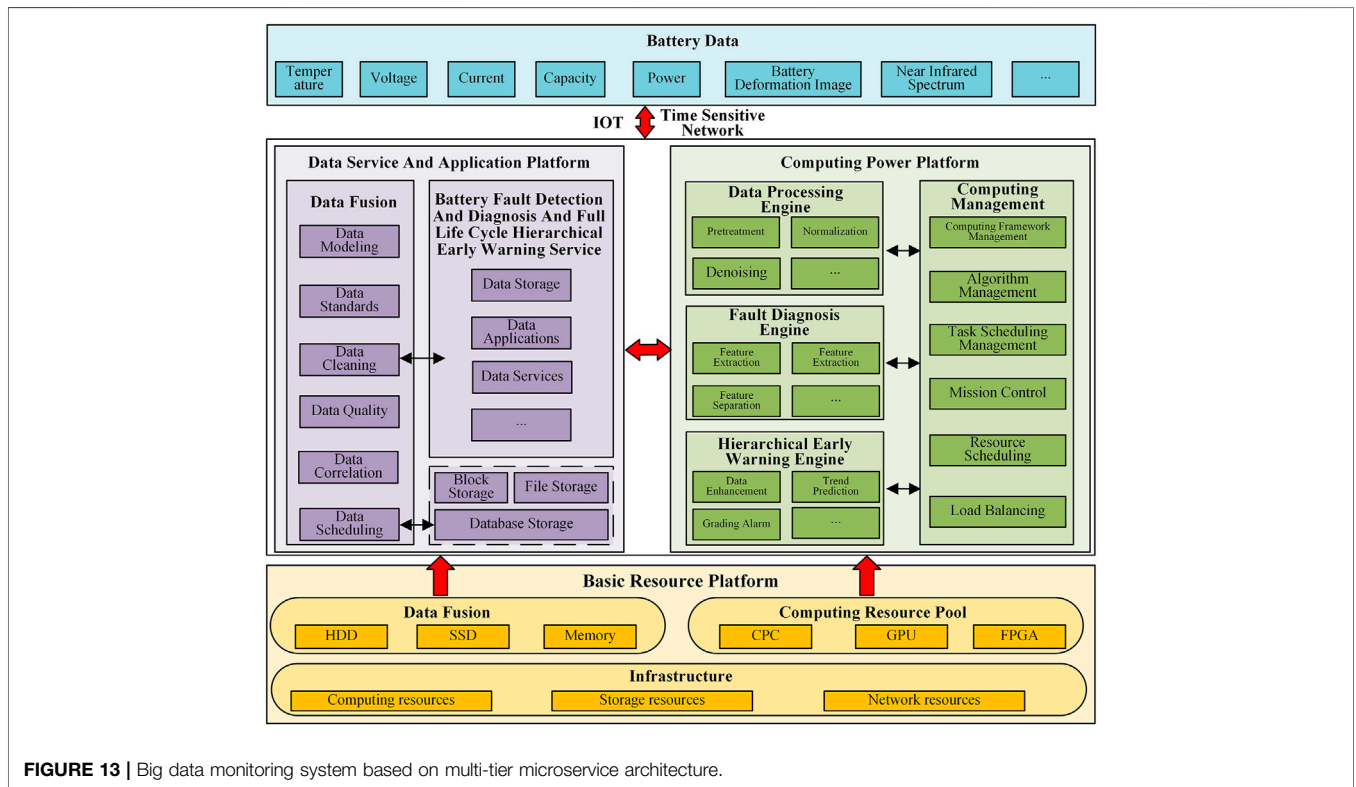 Battery Data
Temper
ature
Voltage
Current
Capacity
Power
Battery
Deformation Image
Near Infrared
Spectrum
...
IOT
Time Sensitive
Network
Data Service And Application Platform
Data Fusion
Data
Modeling
Data
Standards
Data
Cleaning
Data Quality
Data
Correlation
Data
Scheduling
Battery Fault Detection
And Diagnosis And Full
Life Cycle Hierarchical
Early Warning Service
Data Storage
Data
Applications
Data Services
...
Block
Storage
File Storage
Database Storage
Computing Power Platform
Data Processing
Engine
Pretreatment
Normalization
Denoising
...
Fault Diagnosis
Engine
Feature
Extraction
Feature
Extraction
Feature
Separation
...
Hierarchical Early
Warning Engine
Data
Enhancement
Trend
Prediction
Grading Alarm
...
Computing
Management
Computing Framework
Management
Algorithm
Management
Task Scheduling
Management
Mission Control
Resource
Scheduling
Load Balancing
Basic Resource Platform
Data Fusion
HDD
SSD
Memory
Computing Resource Pool
CPC
GPU
FPGA
Infrastructure
Computing resources
Storage resources
Network resources
FIGURE 13 | Big data monitoring system based on multi-tier microservice architecture.